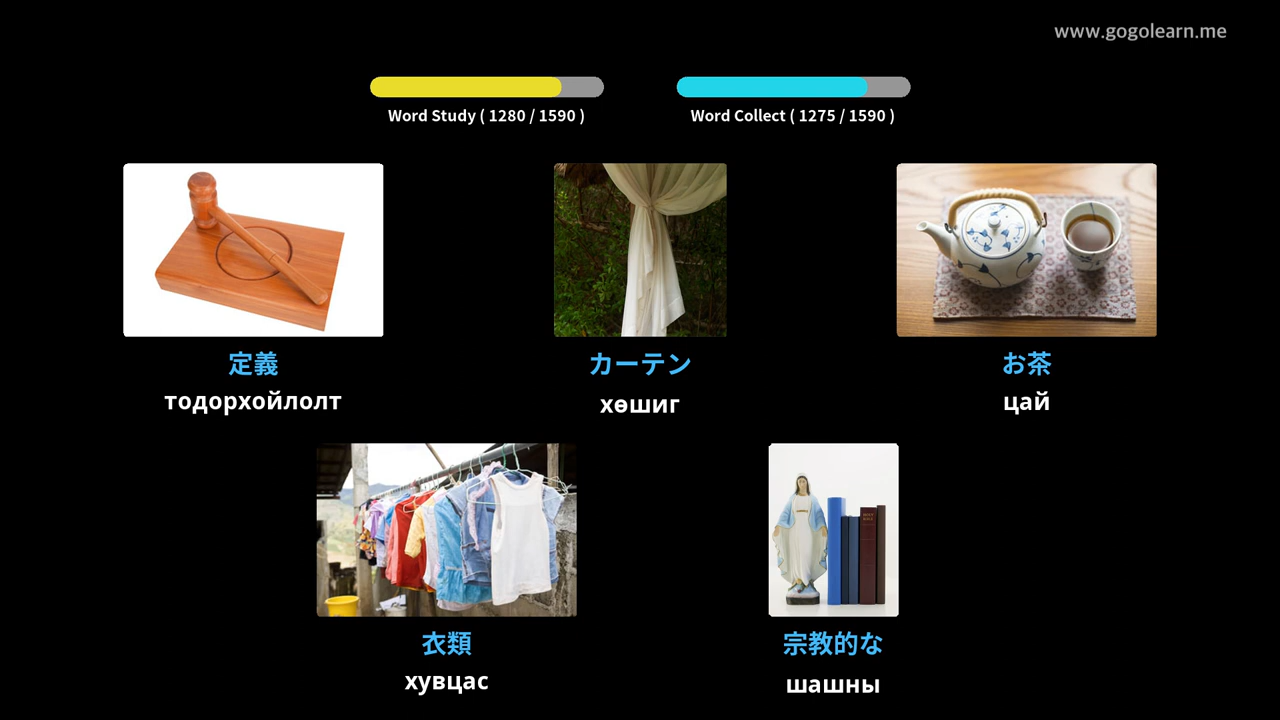 www.gogolearn.me
Word Study ( 1280 / 1590 )
Word Collect ( 1275 / 1590 )
定義
тодорхойлолт
カーテン
хөшиг
お茶
цай
衣類
хувцас
宗教的な
шашны